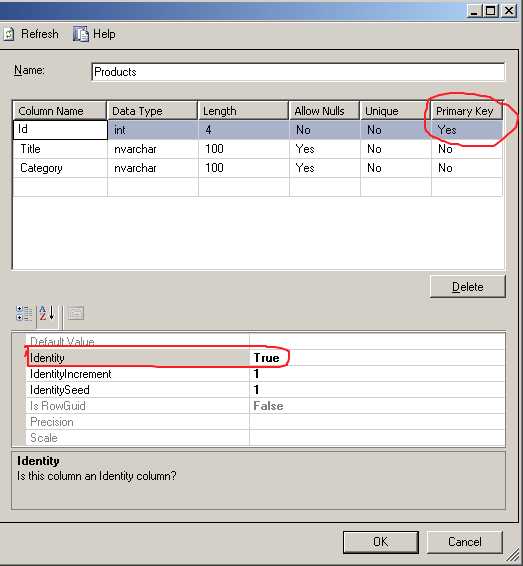 Refresh Help
Name: Products
Column Name Data Type Length Allow Nulls Unique Primary Key
Id int 4 No No Yes
Title nvarchar 100 Yes No No
Category nvarchar 100 Yes No No
Delete
Default Value
Identity True
IdentityIncrement 1
IdentitySeed 1
Is RowGuid False
Precision
Scale
Identity
Is this column an Identity column?
OK Cancel